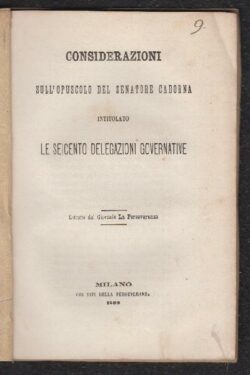 9.
CONSIDERAZIONI
SULL'OPUSCOLO DEL SENATORE CADORNA
INTITOLATO
LE SEICENTO DELEGAZIONI GOVERNATIVE
Estratto dal Giornale La Perseveranza
MILANO
COI TIPI DELLA PERSEVERANZA